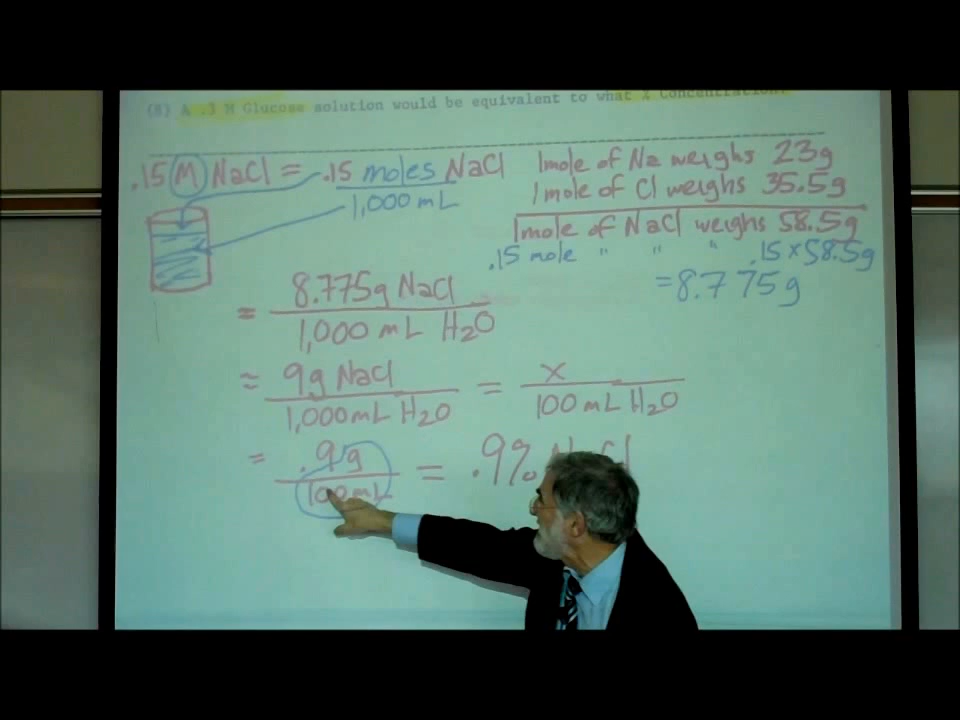 (8) A .3 M Glucose solution would be equivalent to what % Concentration?
.15 M NaCl = .15 moles NaCl
1,000 mL
1 mole of Na weighs 23g
1 mole of Cl weighs 35.5g
1 mole of NaCl weighs 58.5g
.15 mole " " " .15 x 58.5g
= 8.775g
= 8.775g NaCl
1,000 mL H2O
≈ 9g NaCl = x
1,000 mL H2O 100 mL H2O
= .9g = .9%
100 mL